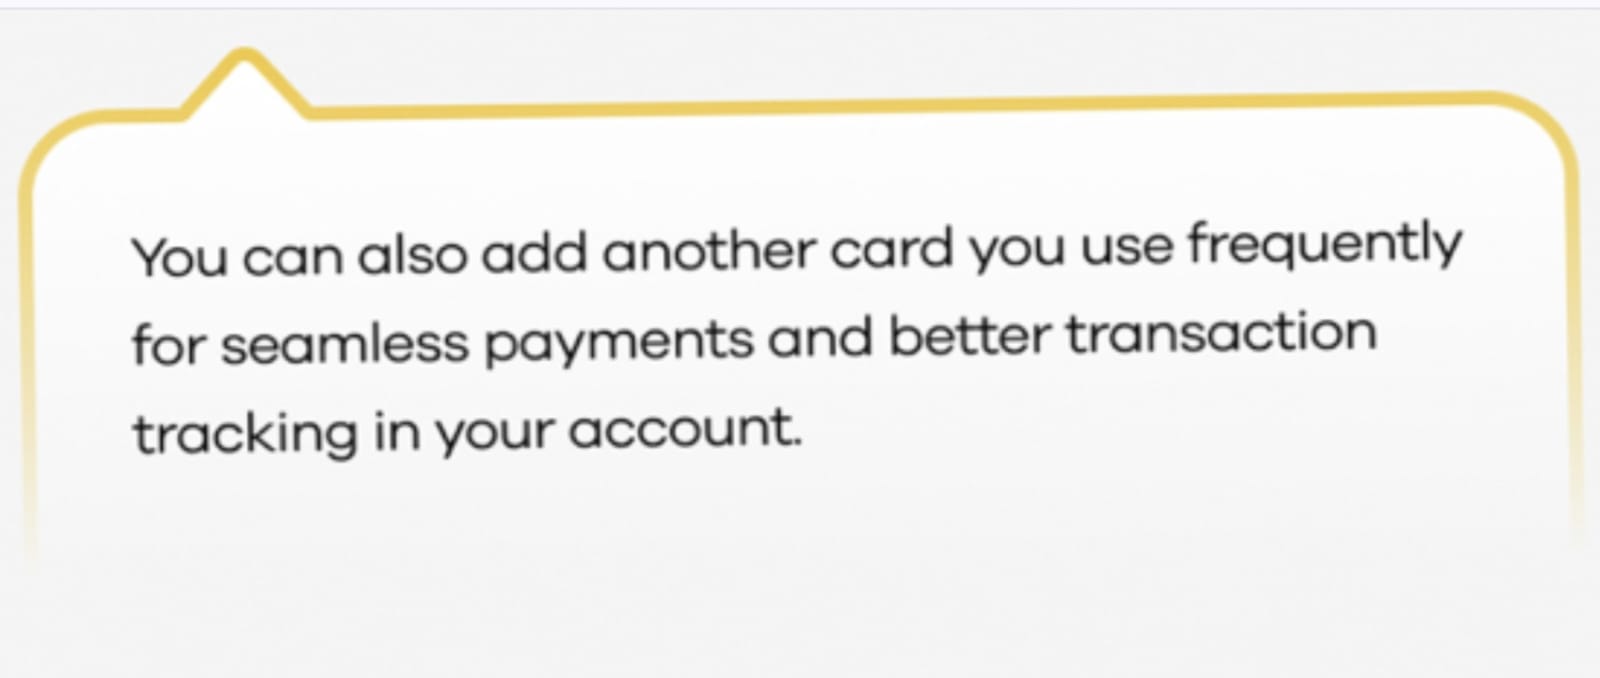 You can also add another card you use frequently
for seamless payments and better transaction
tracking in your account.